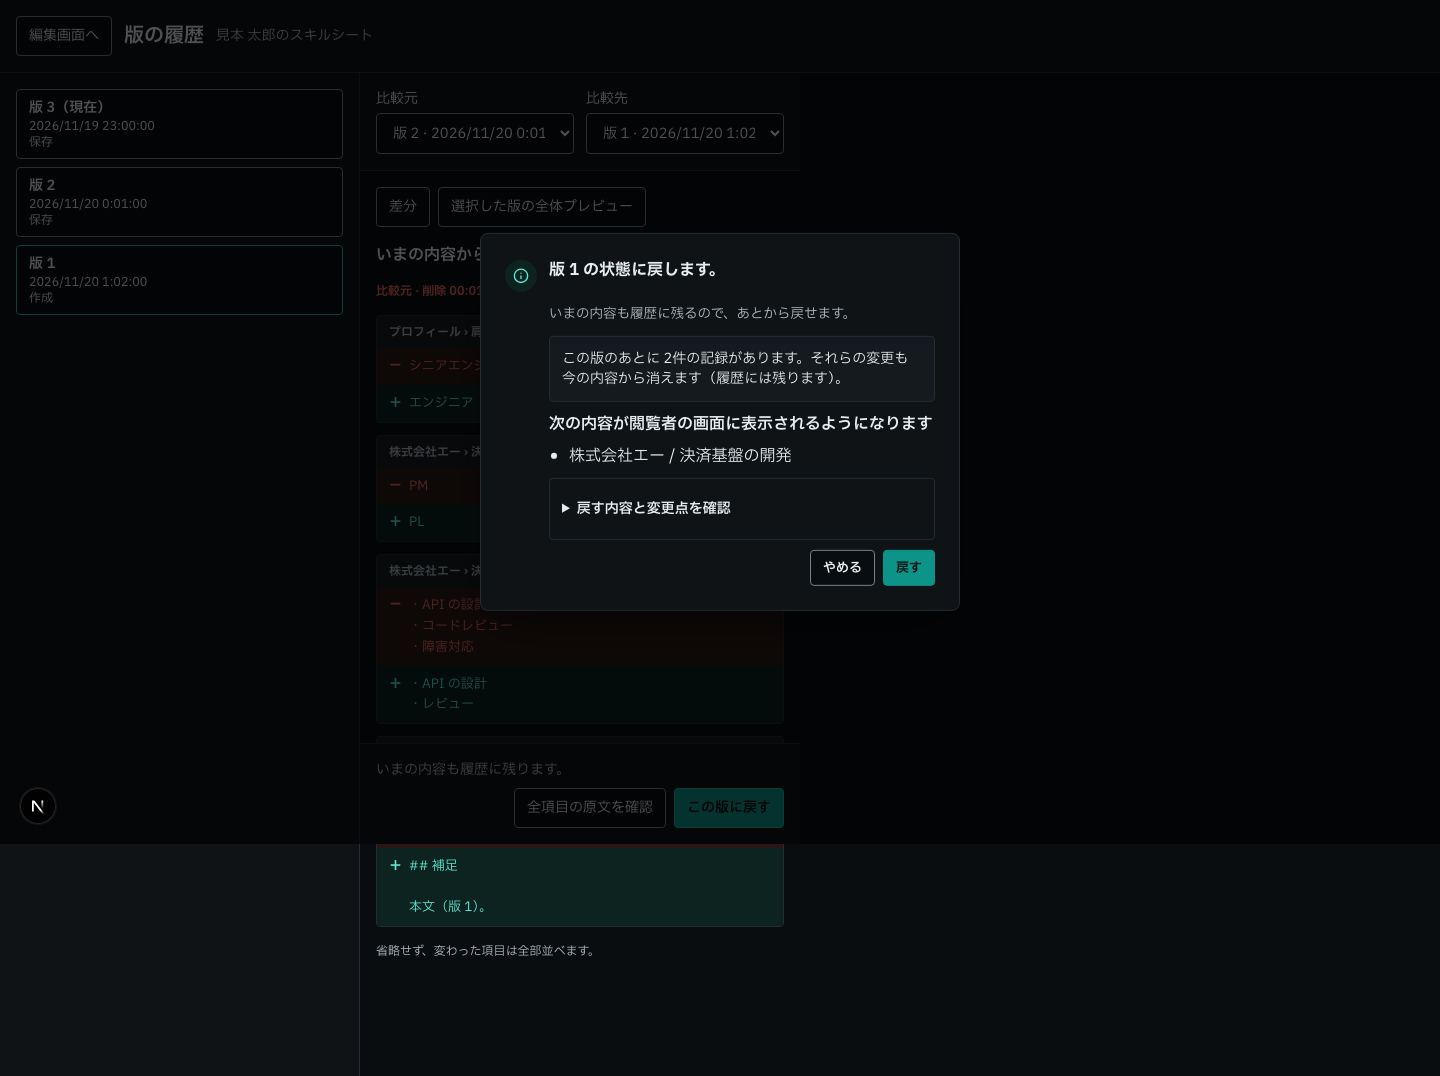 編集画面へ
版の履歴
見本 太郎のスキルシート
版 3（現在）
2026/11/19 23:00:00
保存
版 2
2026/11/20 0:01:00
保存
版 1
2026/11/20 1:02:00
作成
比較元
比較先
版 2 · 2026/11/20 0:01
版 1 · 2026/11/20 1:02
差分
選択した版の全体プレビュー
いまの内容から
比較元 · 削除 00:01
プロフィール › 肩
− シニアエンジ
+ エンジニア
株式会社エー › 決
− PM
+ PL
株式会社エー › 決
− ・API の設計
・コードレビュー
・障害対応
+ ・API の設計
・レビュー
版 1 の状態に戻します。
いまの内容も履歴に残るので、あとから戻せます。
この版のあとに 2件の記録があります。それらの変更も
今の内容から消えます（履歴には残ります）。
次の内容が閲覧者の画面に表示されるようになります
• 株式会社エー / 決済基盤の開発
▶ 戻す内容と変更点を確認
やめる
戻す
いまの内容も履歴に残ります。
全項目の原文を確認
この版に戻す
+ ## 補足
本文（版 1）。
省略せず、変わった項目は全部並べます。